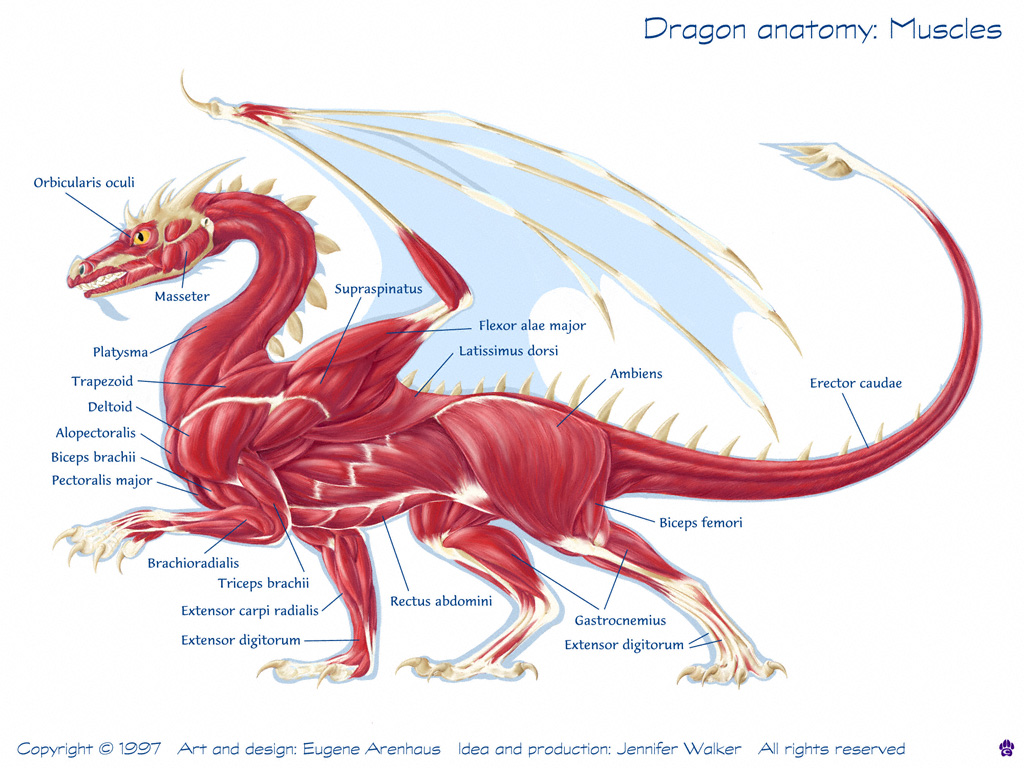 Dragon anatomy: Muscles
Orbicularis oculi
Masseter
Supraspinatus
Flexor alae major
Latissimus dorsi
Platysma
Trapezoid
Ambiens
Erector caudae
Deltoid
Alopectoralis
Biceps brachii
Pectoralis major
Biceps femori
Brachioradialis
Triceps brachii
Rectus abdomini
Extensor carpi radialis
Gastrocnemius
Extensor digitorum
Extensor digitorum
Copyright © 1997 Art and design: Eugene Arenhaus Idea and production: Jennifer Walker All rights reserved